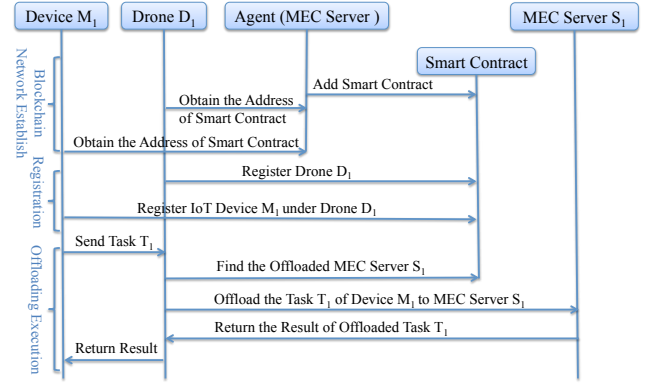 Device M1 Drone D1 Agent (MEC Server ) MEC Server S1
Smart Contract
Add Smart Contract
Obtain the Address
of Smart Contract
Obtain the Address of Smart Contract
Blockchain
Network Establish
Register Drone D1
Register IoT Device M1 under Drone D1
Registration
Send Task T1
Find the Offloaded MEC Server S1
Offload the Task T1 of Device M1 to MEC Server S1
Return the Result of Offloaded Task T1
Return Result
Offloading Execution